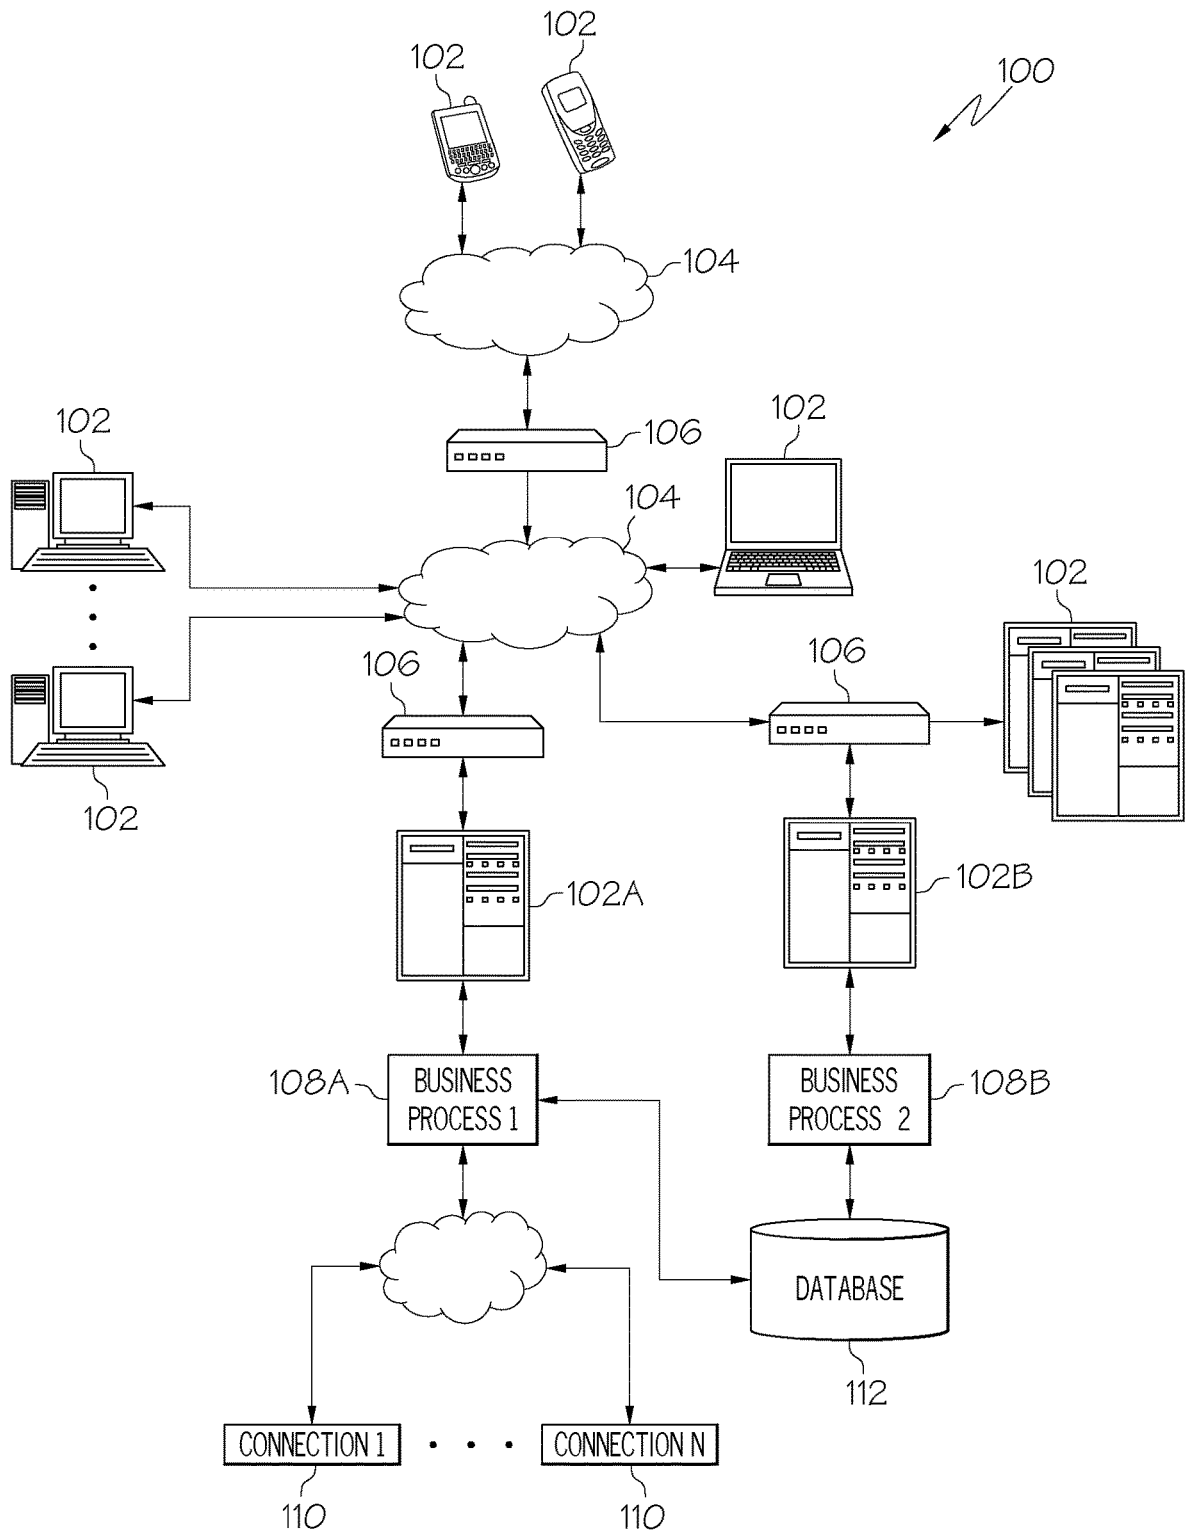 102
102
100
104
106
102
102
104
102
106
106
102
102A
102B
108A
BUSINESS
PROCESS 1
BUSINESS
PROCESS 2
108B
DATABASE
112
CONNECTION 1
CONNECTION N
110
110